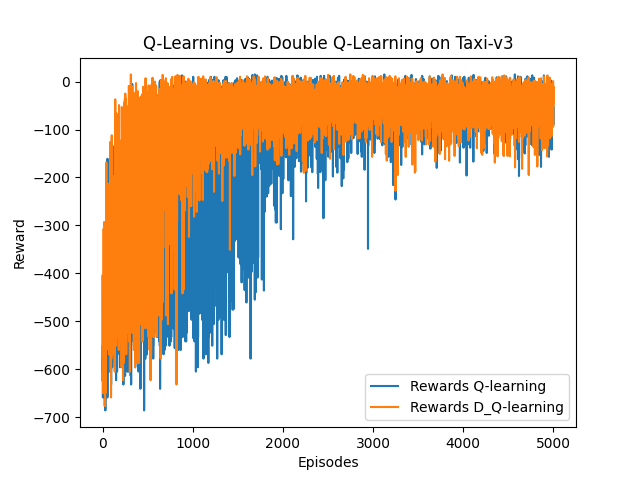 Q-Learning vs. Double Q-Learning on Taxi-v3
Reward
0
−100
−200
−300
−400
−500
−600
−700
0 1000 2000 3000 4000 5000
Episodes
Rewards Q-learning
Rewards D_Q-learning